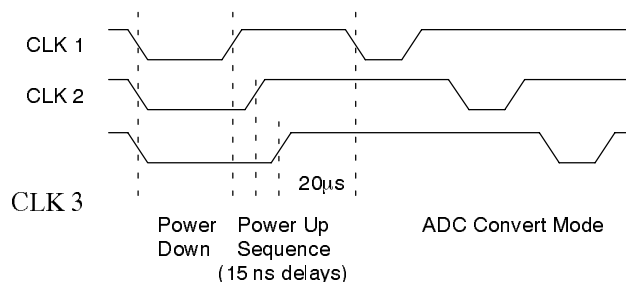 CLK 1
CLK 2
CLK 3
20μs
Power Down
Power Up Sequence (15 ns delays)
ADC Convert Mode